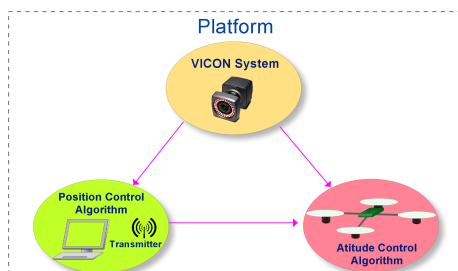 Platform
VICON System
Position Control
Algorithm
Transmitter
Atitude Control
Algorithm